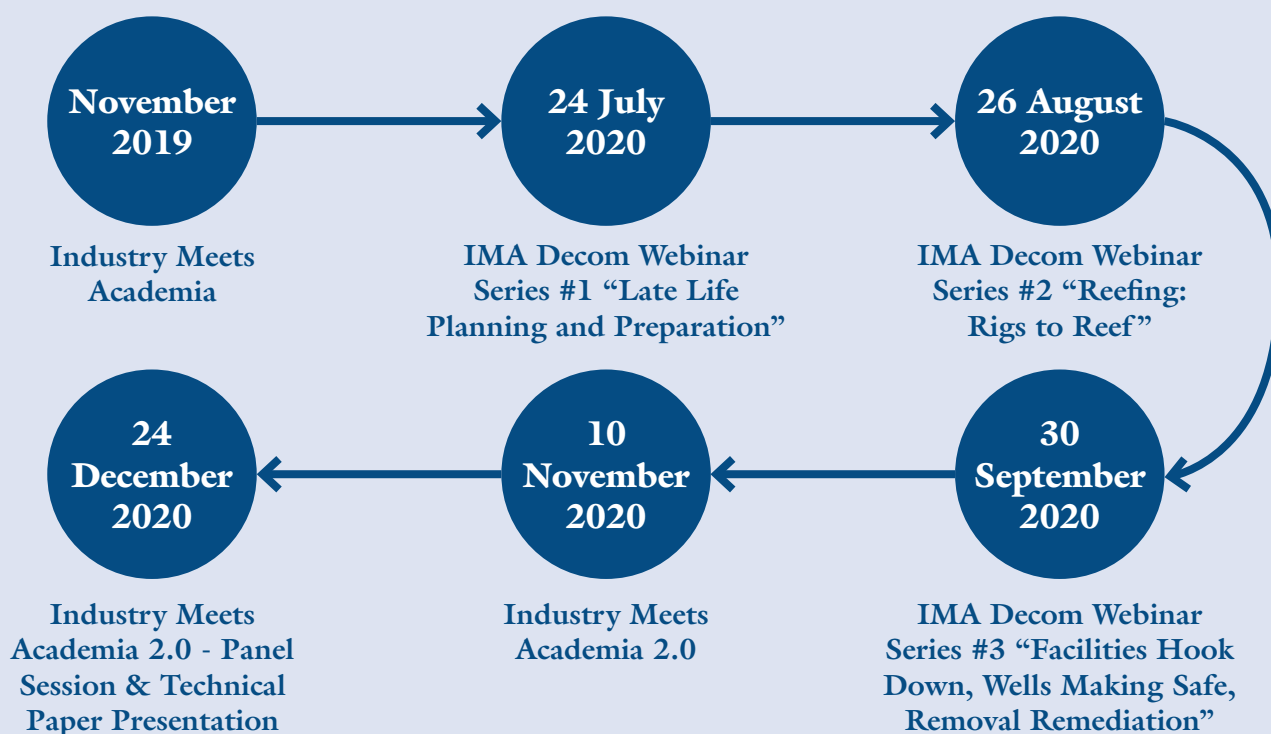 November
2019
Industry Meets
Academia
24 July
2020
IMA Decom Webinar
Series #1 “Late Life
Planning and Preparation”
26 August
2020
IMA Decom Webinar
Series #2 “Reefing:
Rigs to Reef”
30
September
2020
IMA Decom Webinar
Series #3 “Facilities Hook
Down, Wells Making Safe,
Removal Remediation”
10
November
2020
Industry Meets
Academia 2.0
24
December
2020
Industry Meets
Academia 2.0 - Panel
Session & Technical
Paper Presentation